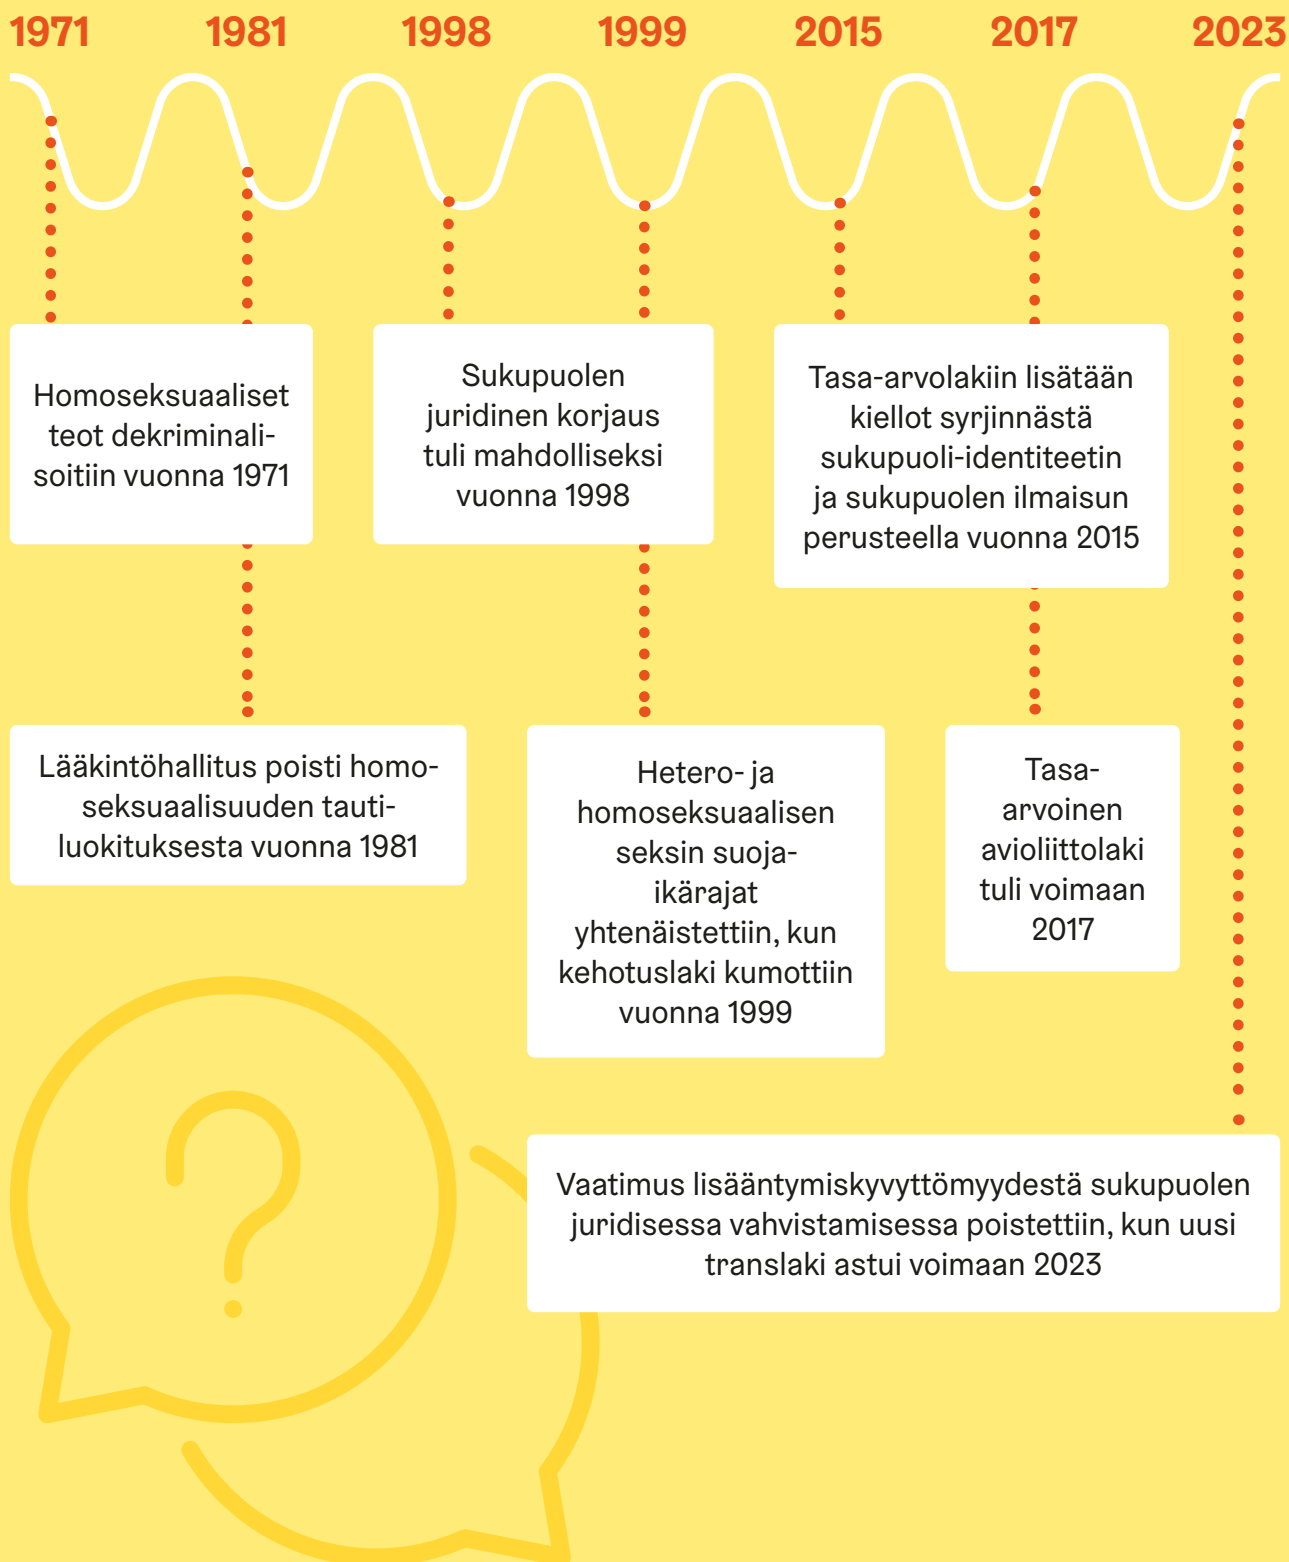 1971 1981 1998 1999 2015 2017 2023
Homoseksuaaliset
teot dekriminali-
soitiin vuonna 1971
Sukupuolen
juridinen korjaus
tuli mahdolliseksi
vuonna 1998
Tasa-arvolakiin lisätään
kiellot syrjinnästä
sukupuoli-identiteetin
ja sukupuolen ilmaisun
perusteella vuonna 2015
Lääkintöhallitus poisti homo-
seksuaalisuuden tauti-
luokituksesta vuonna 1981
Hetero- ja
homoseksuaalisen
seksin suoja-
ikärajat
yhtenäistettiin, kun
kehotuslaki kumottiin
vuonna 1999
Tasa-
arvoinen
avioliittolaki
tuli voimaan
2017
Vaatimus lisääntymiskyvyttömyydestä sukupuolen
juridisessa vahvistamisessa poistettiin, kun uusi
translaki astui voimaan 2023